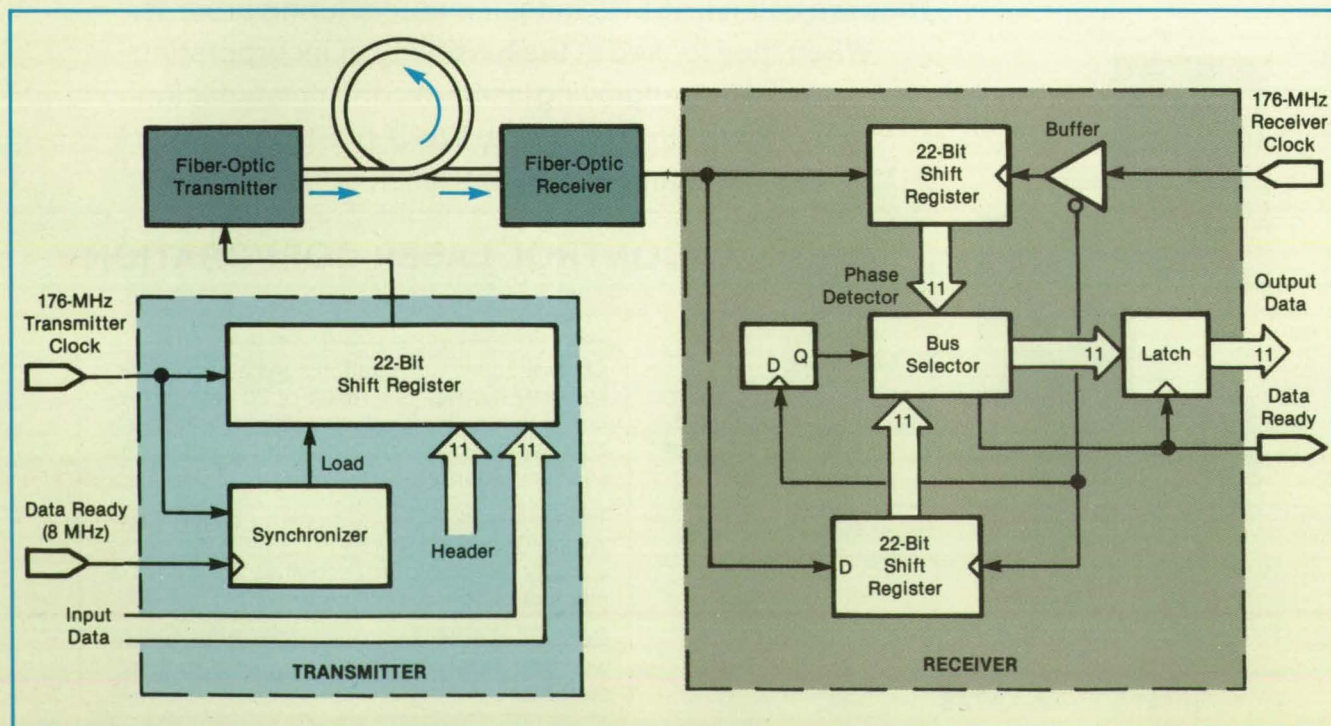 Fiber-Optic
Transmitter
Fiber-Optic
Receiver
176-MHz
Transmitter
Clock
22-Bit
Shift Register
Load
11
11
Data Ready
(8 MHz)
Synchronizer
Header
Input
Data
TRANSMITTER
22-Bit
Shift
Register
Buffer
176-MHz
Receiver
Clock
11
Phase
Detector
D
Q
Bus
Selector
11
Latch
Output
Data
11
Data
Ready
11
D
22-Bit
Shift
Register
RECEIVER